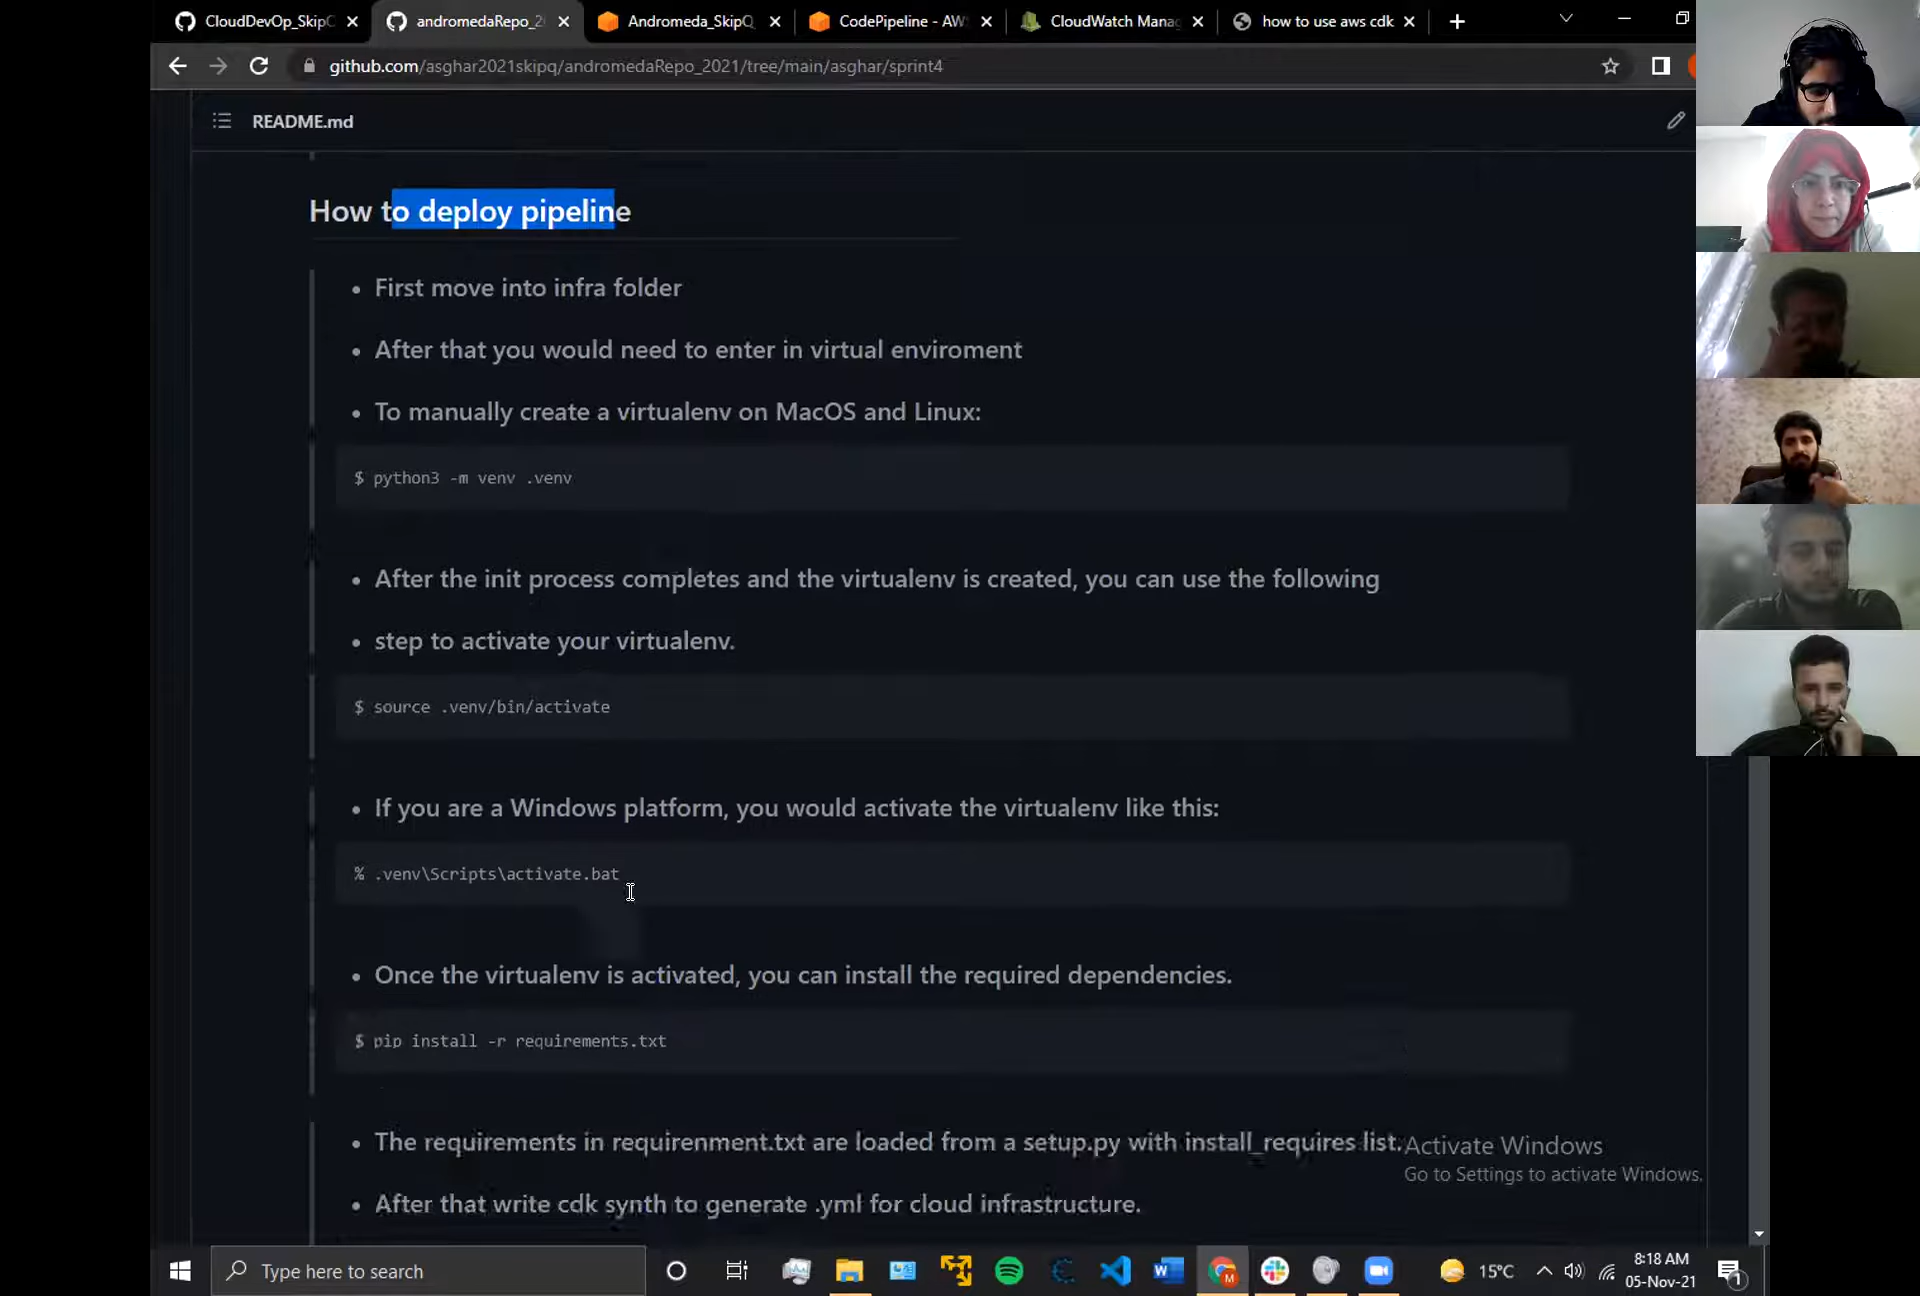 CloudDevOp_SkipC
andromedaRepo_2
Andromeda_SkipQ
CodePipeline - AW
CloudWatch Mana
how to use aws cdk
github.com/asghar2021skipq/andromedaRepo_2021/tree/main/asghar/sprint4
README.md
How to deploy pipeline
• First move into infra folder
• After that you would need to enter in virtual enviroment
• To manually create a virtualenv on MacOS and Linux:
$ python3 -m venv .venv
• After the init process completes and the virtualenv is created, you can use the following
• step to activate your virtualenv.
$ source .venv/bin/activate
• If you are a Windows platform, you would activate the virtualenv like this:
% .venv\Scripts\activate.bat
• Once the virtualenv is activated, you can install the required dependencies.
$ pip install -r requirements.txt
• The requirements in requirenment.txt are loaded from a setup.py with install_requires list.
Activate Windows
Go to Settings to activate Windows.
• After that write cdk synth to generate .yml for cloud infrastructure.
Type here to search
15°C
8:18 AM
05-Nov-21
1